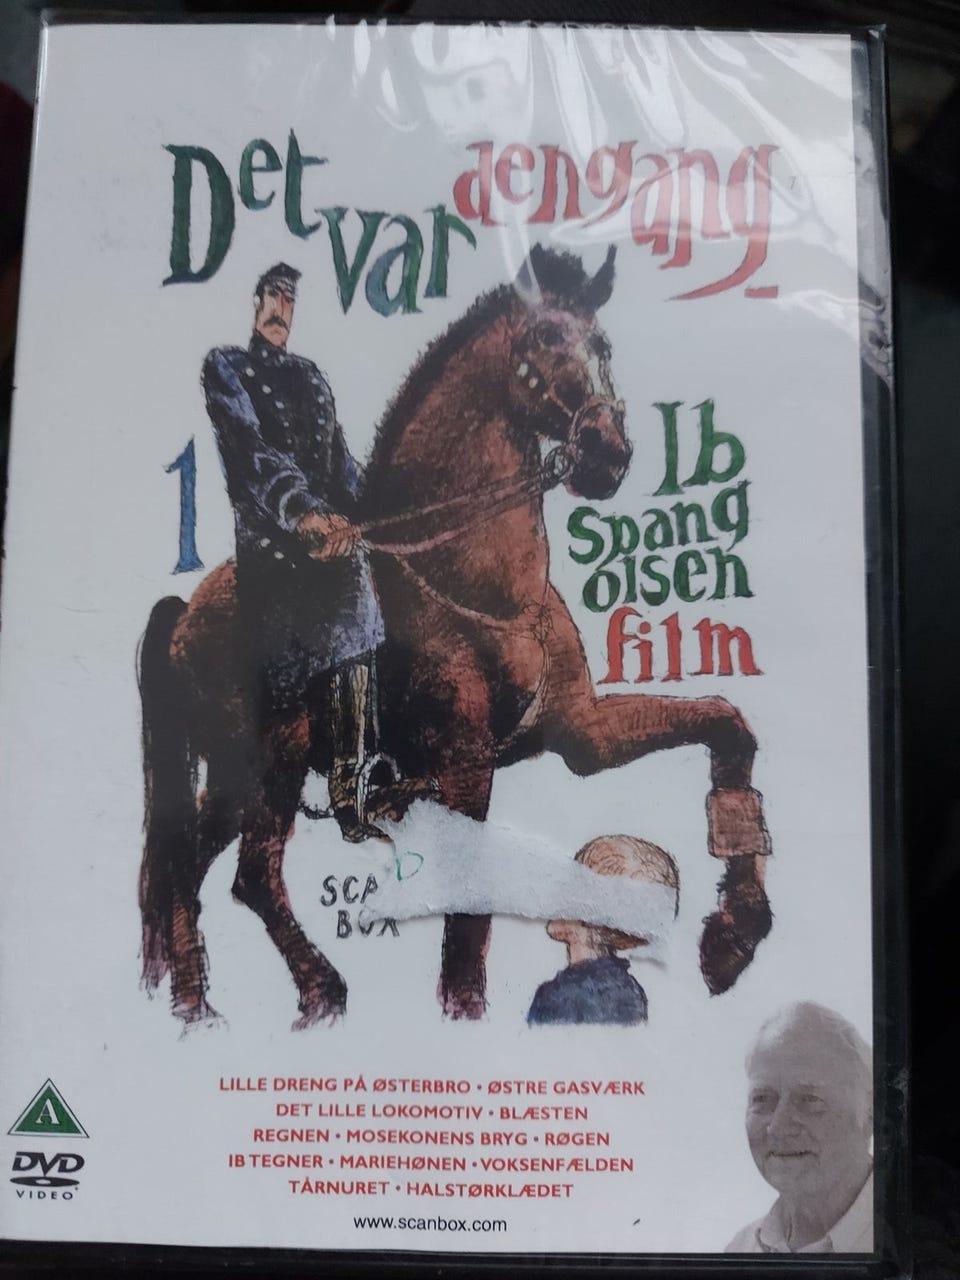 Det var dengang
1
Ib
Spang
Olsen
film
SCA
BOX
D
LILLE DRENG PÅ ØSTERBRO • ØSTRE GASVÆRK
DET LILLE LOKOMOTIV • BLÆSTEN
REGNEN • MOSEKONENS BRYG • RØGEN
IB TEGNER • MARIEHØNEN • VOKSENFÆLDEN
TÅRNURET • HALSTØRKLÆDET
A
DVD
VIDEO
www.scanbox.com